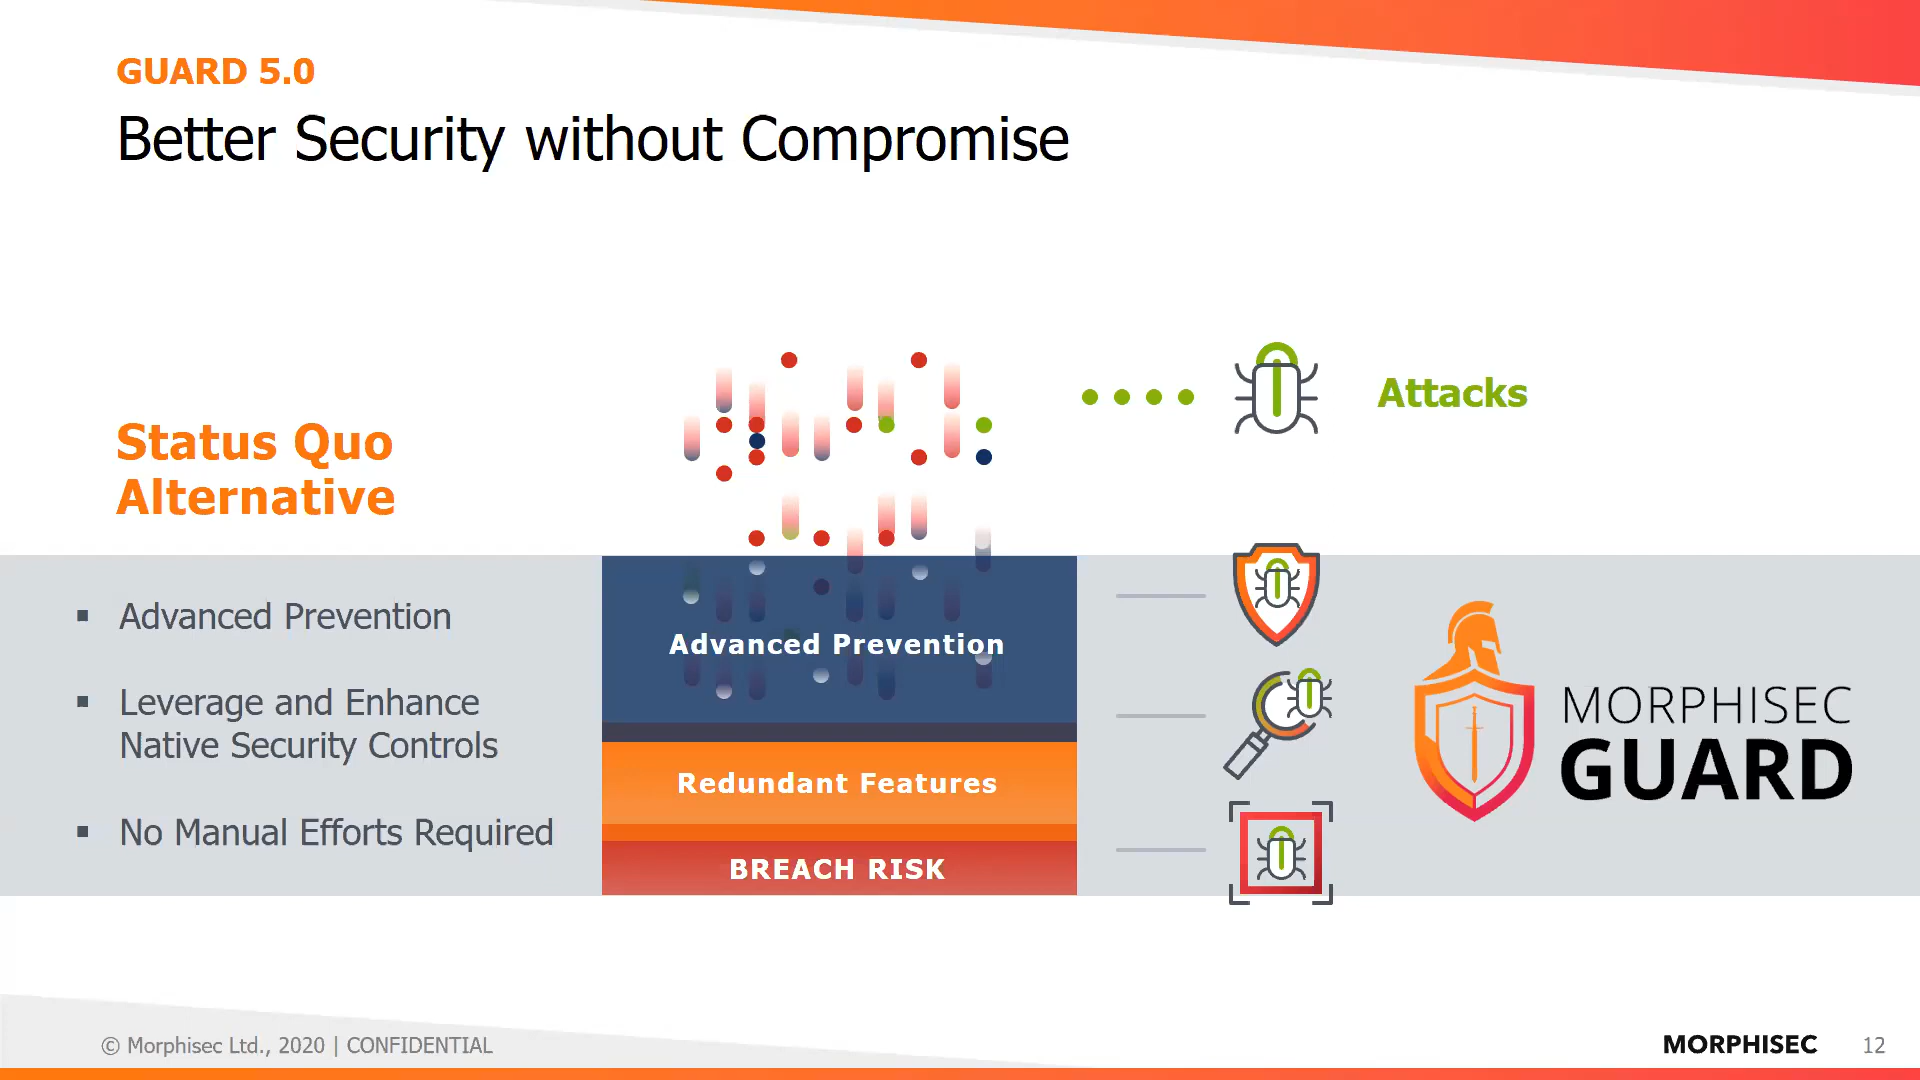 GUARD 5.0
Better Security without Compromise
Attacks
Status Quo
Alternative
▪ Advanced Prevention
▪ Leverage and Enhance
Native Security Controls
▪ No Manual Efforts Required
Advanced Prevention
Redundant Features
BREACH RISK
MORPHISEC
GUARD
© Morphisec Ltd., 2020 | CONFIDENTIAL
MORPHISEC
12